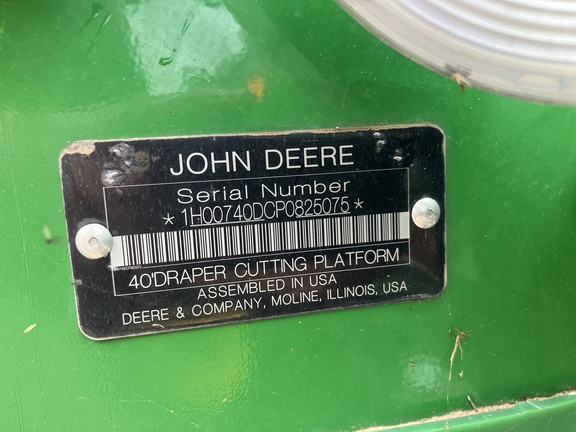 JOHN DEERE
Serial Number
*1H00740DCP0825075*
40'DRAPER CUTTING PLATFORM
ASSEMBLED IN USA
DEERE & COMPANY, MOLINE, ILLINOIS, USA